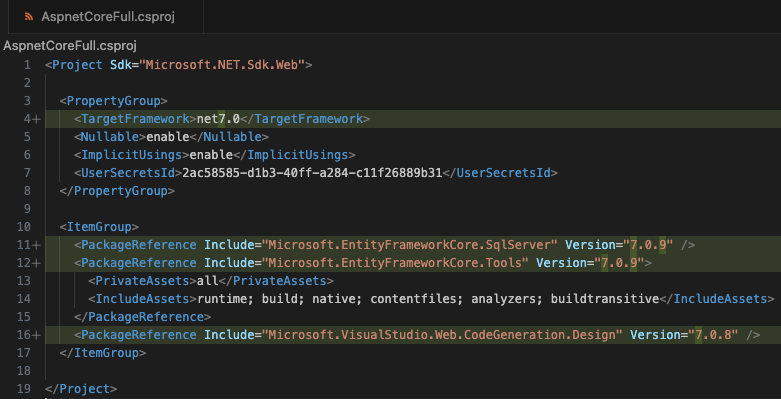 AspnetCoreFull.csproj
AspnetCoreFull.csproj
1 <Project Sdk="Microsoft.NET.Sdk.Web">
2
3 <PropertyGroup>
4+ <TargetFramework>net7.0</TargetFramework>
5 <Nullable>enable</Nullable>
6 <ImplicitUsings>enable</ImplicitUsings>
7 <UserSecretsId>2ac58585-d1b3-40ff-a284-c11f26889b31</UserSecretsId>
8 </PropertyGroup>
9
10 <ItemGroup>
11+ <PackageReference Include="Microsoft.EntityFrameworkCore.SqlServer" Version="7.0.9" />
12+ <PackageReference Include="Microsoft.EntityFrameworkCore.Tools" Version="7.0.9">
13 <PrivateAssets>all</PrivateAssets>
14 <IncludeAssets>runtime; build; native; contentfiles; analyzers; buildtransitive</IncludeAssets>
15 </PackageReference>
16+ <PackageReference Include="Microsoft.VisualStudio.Web.CodeGeneration.Design" Version="7.0.8" />
17 </ItemGroup>
18
19 </Project>